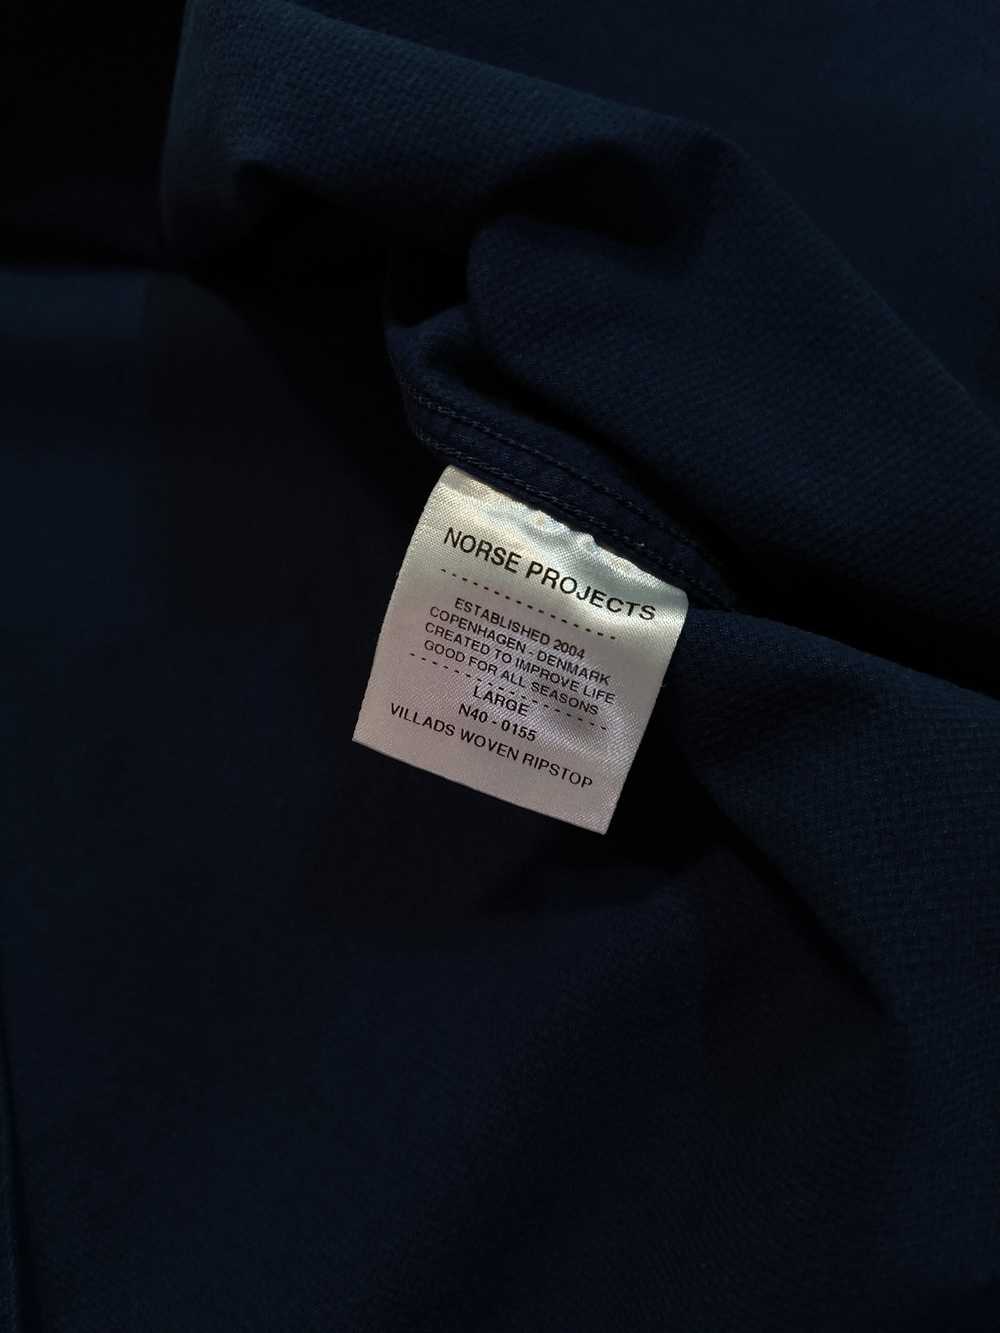 NORSE PROJECTS
ESTABLISHED 2004
COPENHAGEN - DENMARK
CREATED TO IMPROVE LIFE
GOOD FOR ALL SEASONS
LARGE
N40 - 0155
VILLADS WOVEN RIPSTOP